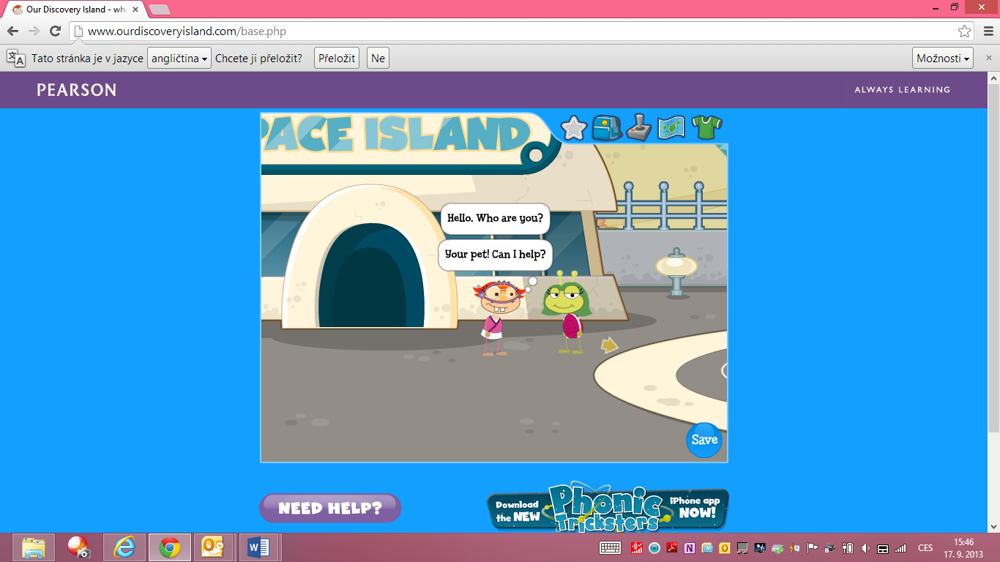 Our Discovery Island - whe
www.ourdiscoveryisland.com/base.php
Tato stránka je v jazyce angličtina Chcete ji přeložit? Přeložit Ne Možnosti
PEARSON
ALWAYS LEARNING
PACE ISLAND
Hello. Who are you?
Your pet! Can I help?
Save
NEED HELP?
Download
the NEW
Phonic
Tricksters
iPhone app
NOW!
CES
15:46
17. 9. 2013